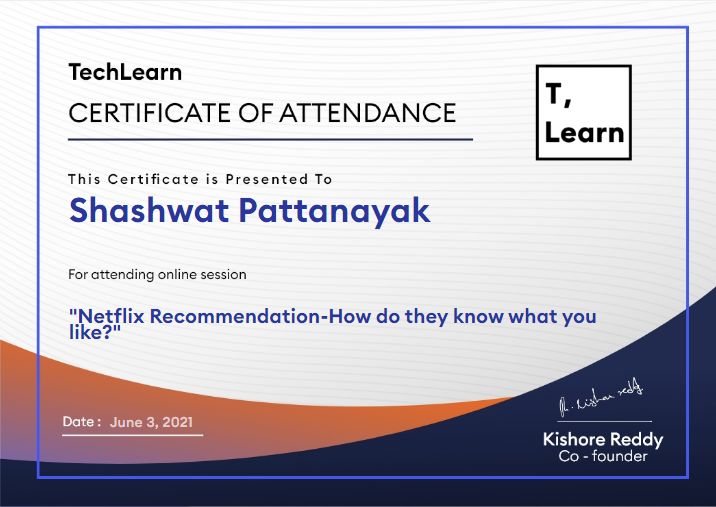 TechLearn
CERTIFICATE OF ATTENDANCE
T,
Learn
This Certificate is Presented To
Shashwat Pattanayak
For attending online session
"Netflix Recommendation-How do they know what you
like?"
Date : June 3, 2021
Kishore Reddy
Co - founder